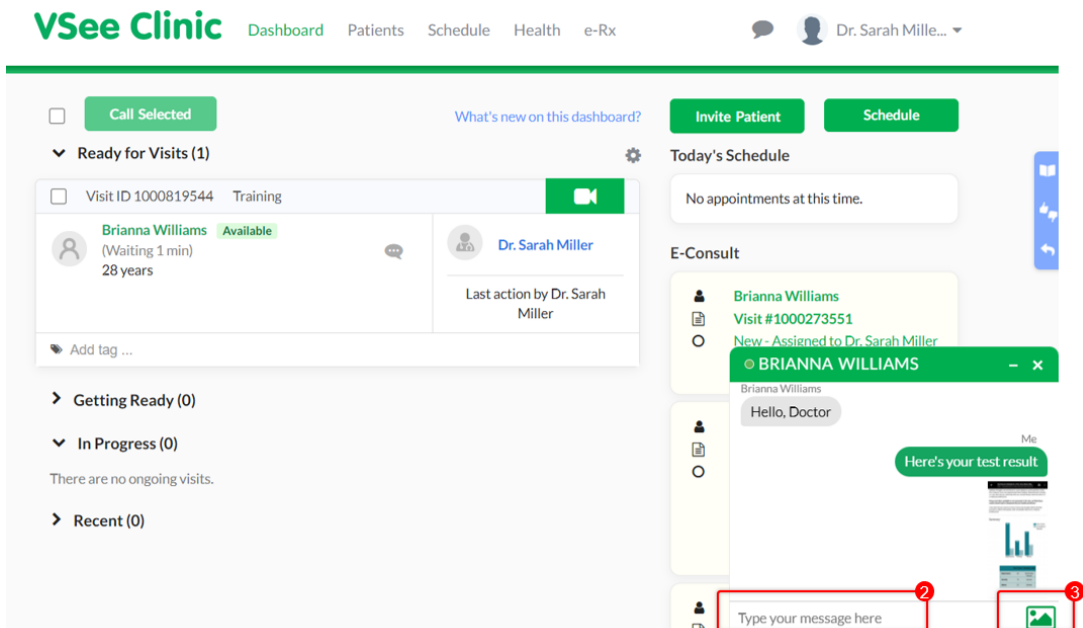 VSee Clinic
Dashboard Patients Schedule Health e-Rx
Dr. Sarah Mille...
Call Selected
What's new on this dashboard?
Ready for Visits (1)
Visit ID 1000819544 Training
Brianna Williams Available
(Waiting 1 min)
28 years
Dr. Sarah Miller
Last action by Dr. Sarah
Miller
Add tag ...
Getting Ready (0)
In Progress (0)
There are no ongoing visits.
Recent (0)
Invite Patient
Schedule
Today's Schedule
No appointments at this time.
E-Consult
Brianna Williams
Visit #1000273551
New - Assigned to Dr. Sarah Miller
BRIANNA WILLIAMS
Brianna Williams
Hello, Doctor
Me
Here's your test result
2
3
Type your message here